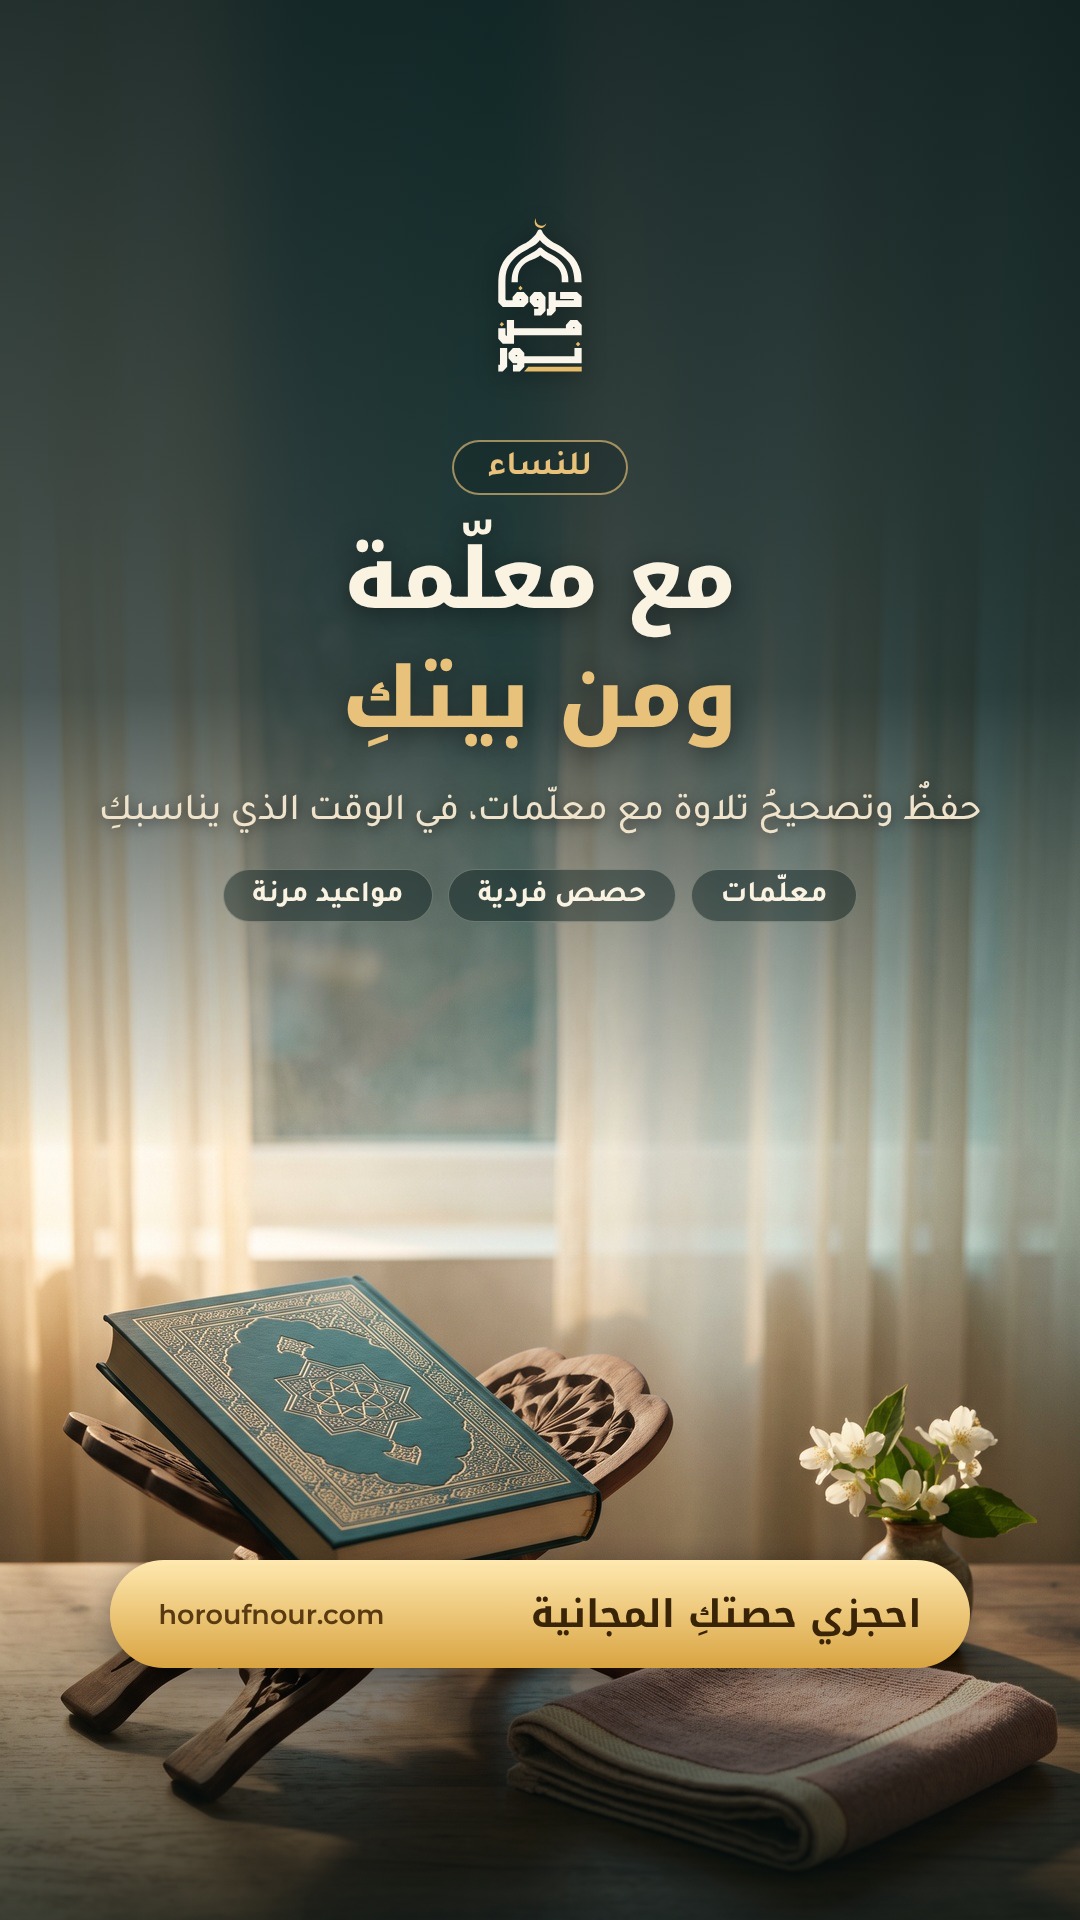 حروف
من
نور
للنساء
مع معلّمة
ومن بيتكِ
حفظٌ وتصحيحُ تلاوة مع معلّمات، في الوقت الذي يناسبكِ
معلّمات
حصص فردية
مواعيد مرنة
احجزي حصتكِ المجانية
horoufnour.com